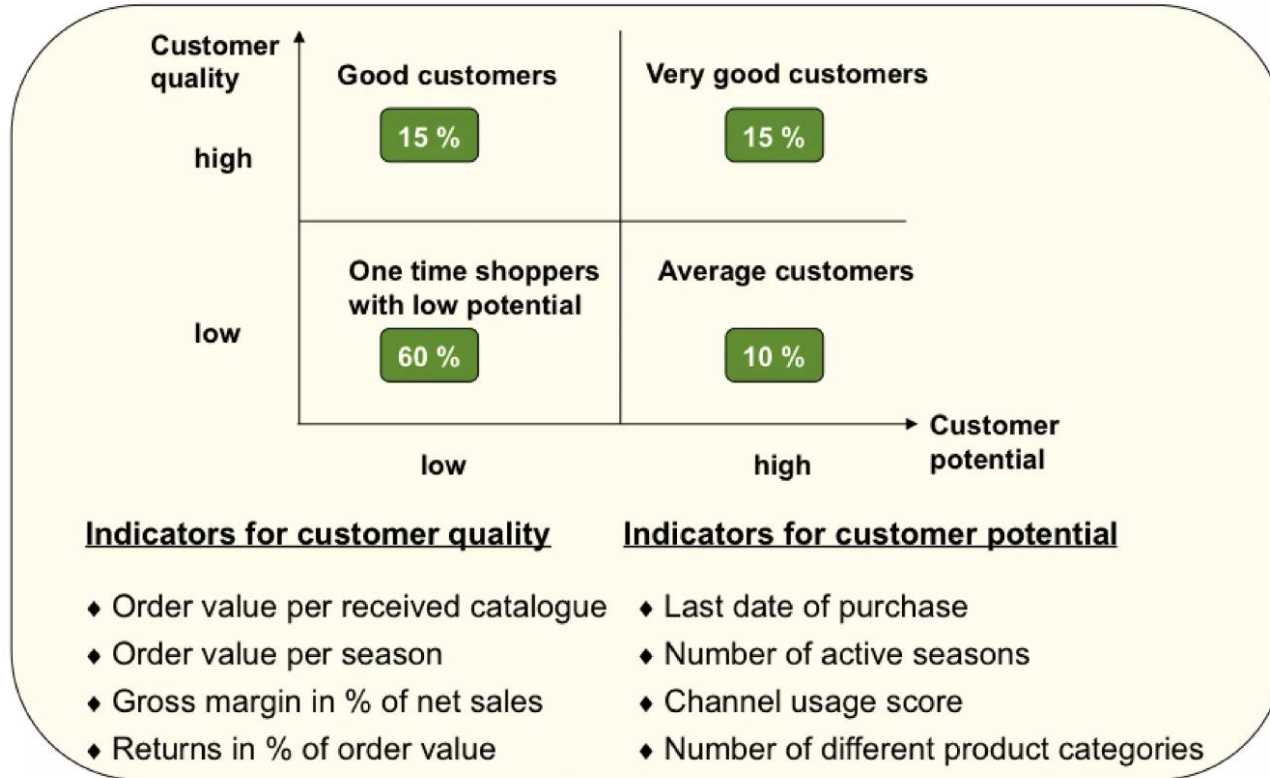 Customer
quality
Good customers
Very good customers
15 %
15 %
high
One time shoppers
with low potential
Average customers
low
60 %
10 %
Customer
potential
low
high
Indicators for customer quality
♦ Order value per received catalogue
♦ Order value per season
♦ Gross margin in % of net sales
♦ Returns in % of order value
Indicators for customer potential
♦ Last date of purchase
♦ Number of active seasons
♦ Channel usage score
♦ Number of different product categories